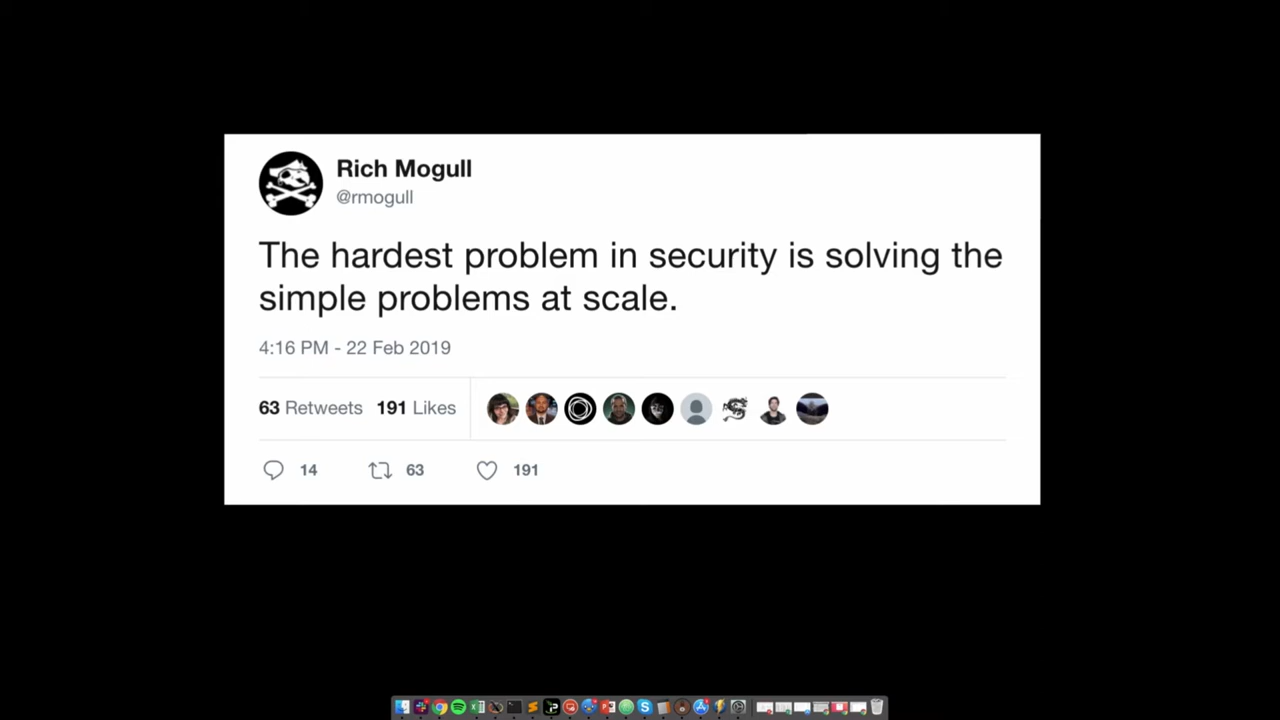 Rich Mogull
@rmogull
The hardest problem in security is solving the
simple problems at scale.
4:16 PM - 22 Feb 2019
63 Retweets 191 Likes
14 63 191